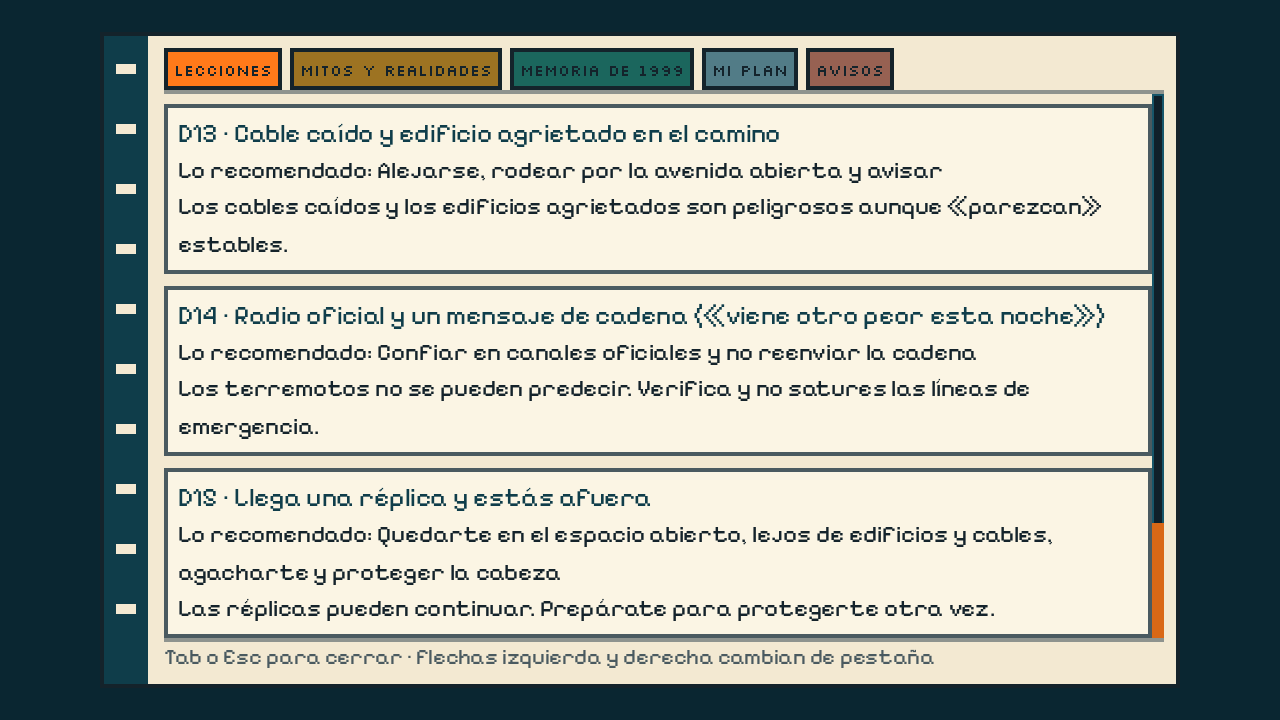 LECCIONES MITOS Y REALIDADES MEMORIA DE 1999 MI PLAN AVISOS
D13 · Cable caído y edificio agrietado en el camino
Lo recomendado: Alejarse, rodear por la avenida abierta y avisar
Los cables caídos y los edificios agrietados son peligrosos aunque «parezcan»
estables.
D14 · Radio oficial y un mensaje de cadena («viene otro peor esta noche»)
Lo recomendado: Confiar en canales oficiales y no reenviar la cadena
Los terremotos no se pueden predecir. Verifica y no satures las líneas de
emergencia.
D15 · Llega una réplica y estás afuera
Lo recomendado: Quedarte en el espacio abierto, lejos de edificios y cables,
agacharte y proteger la cabeza
Las réplicas pueden continuar. Prepárate para protegerte otra vez.
Tab o Esc para cerrar · Flechas izquierda y derecha cambian de pestaña